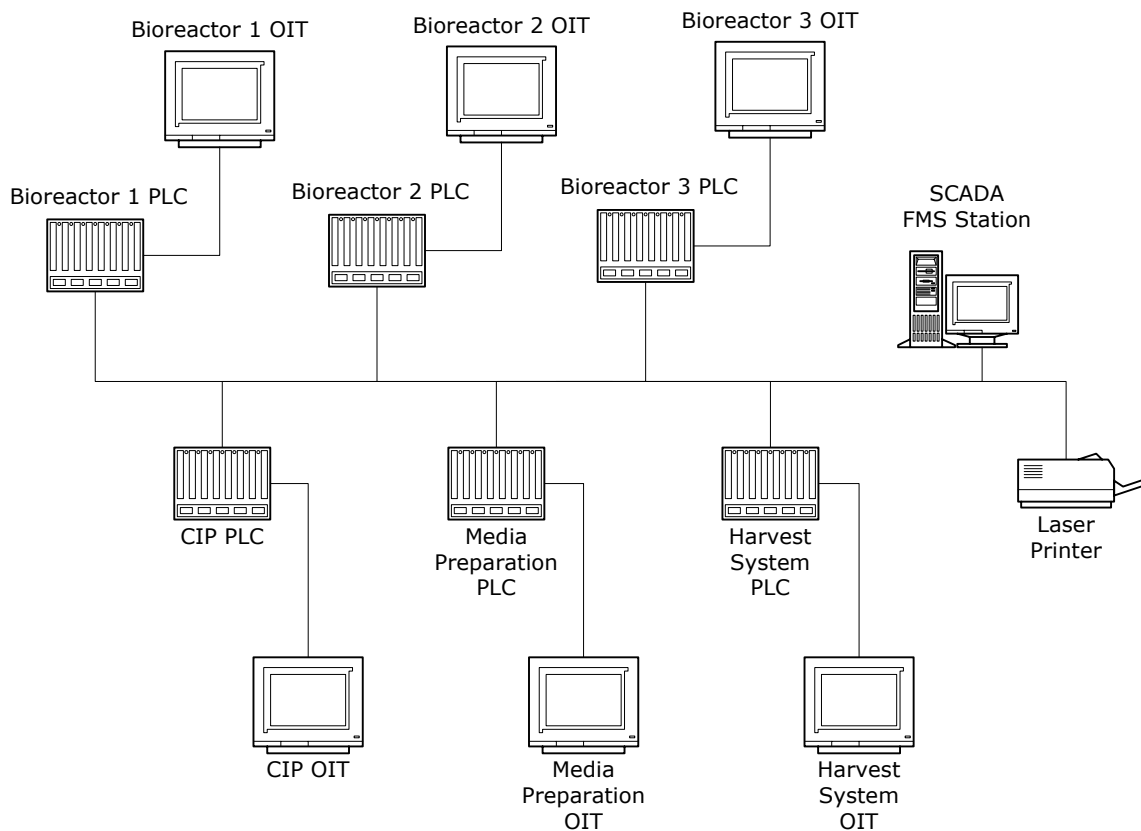 Bioreactor 1 OIT
Bioreactor 2 OIT
Bioreactor 3 OIT
Bioreactor 1 PLC
Bioreactor 2 PLC
Bioreactor 3 PLC
SCADA
FMS Station
CIP PLC
Media
Preparation
PLC
Harvest
System
PLC
Laser
Printer
CIP OIT
Media
Preparation
OIT
Harvest
System
OIT